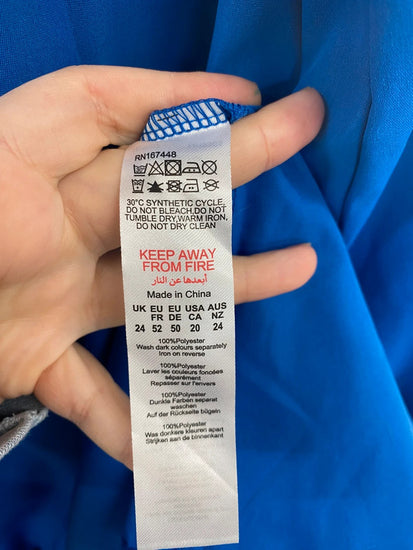 RN167448
30°C SYNTHETIC CYCLE,
DO NOT BLEACH,DO NOT
TUMBLE DRY,WARM IRON,
DO NOT DRY CLEAN
KEEP AWAY
FROM FIRE
أبعدها عن النار
Made in China
UK EU EU USA AUS
FR DE CA NZ
24 52 50 20 24
100%Polyester
Wash dark colours separately
Iron on reverse
100%Polyester
Laver les couleurs foncées
séparément
Repasser sur l'envers
100%Polyester
Dunkle Farben separat
waschen
Auf der Rückseite bügeln
100%Polyester
Was donkere kleuren apart
Strijken aan de binnenkant